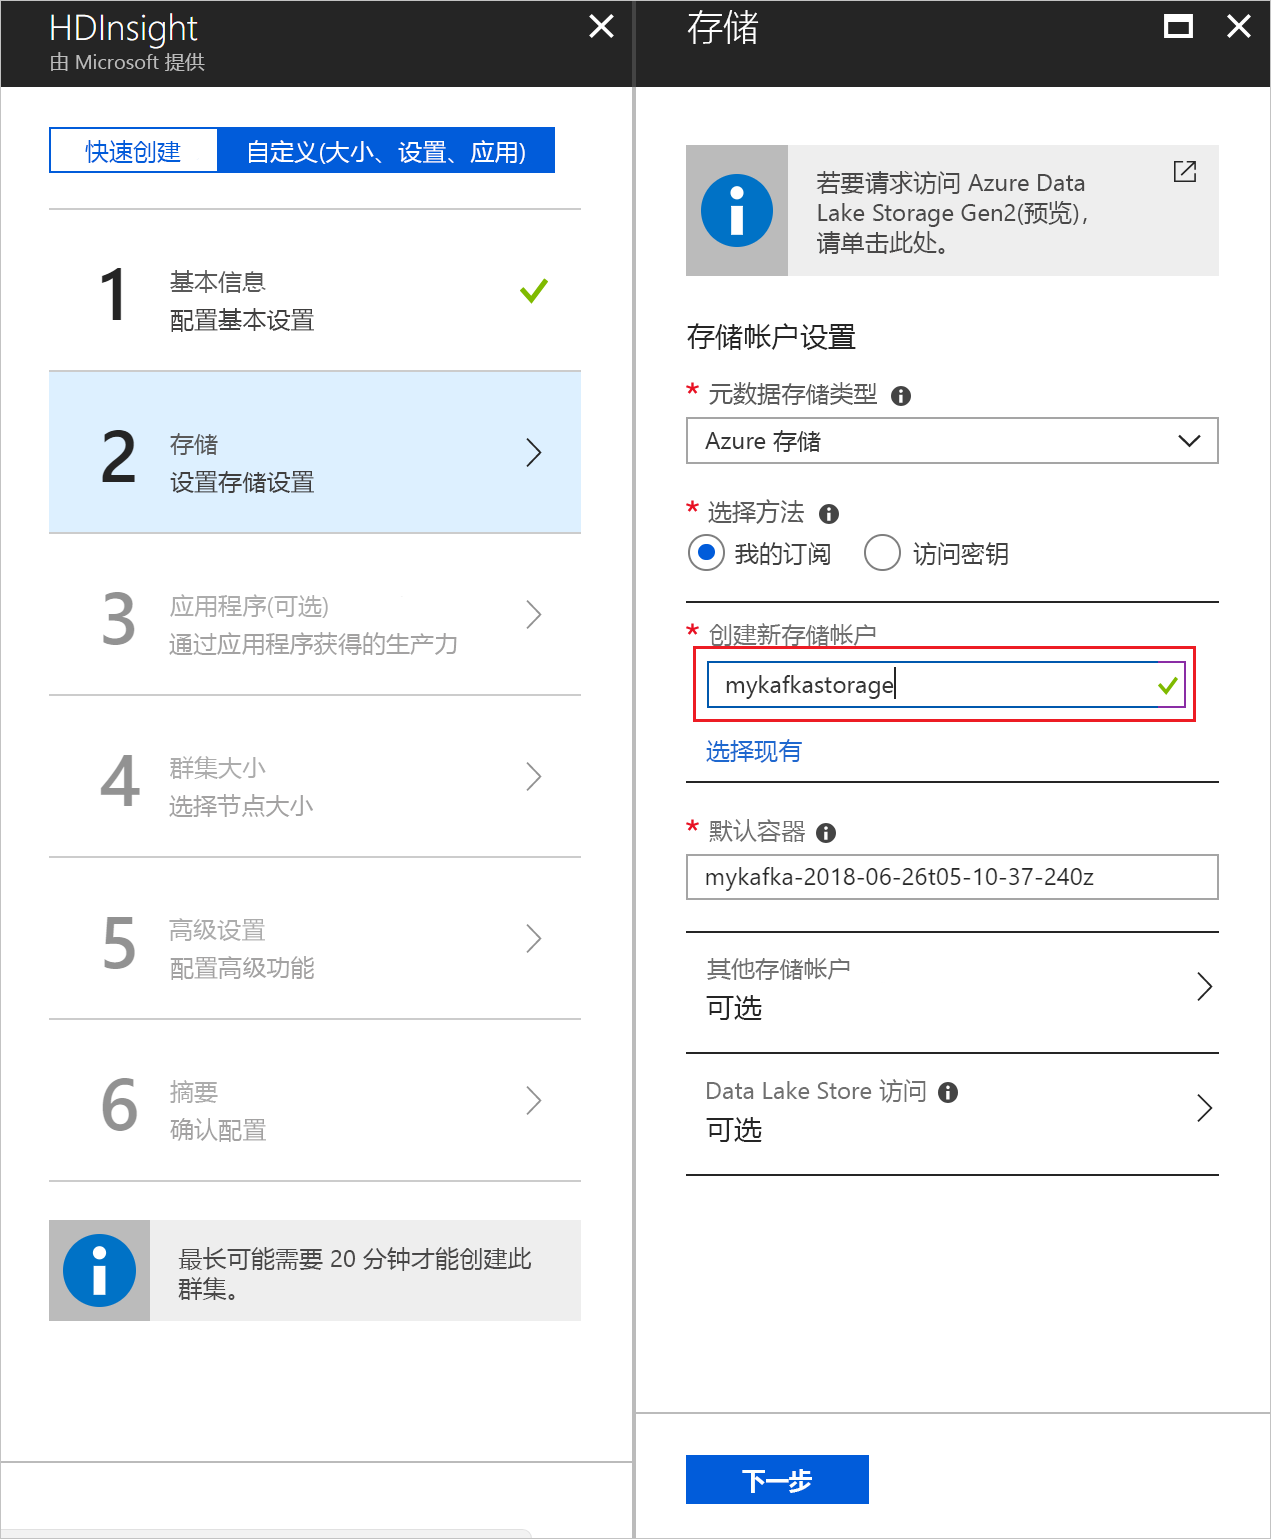 HDInsight
由 Microsoft 提供
快速创建
自定义(大小、设置、应用)
1
基本信息
配置基本设置
2
存储
设置存储设置
3
应用程序(可选)
通过应用程序获得的生产力
4
群集大小
选择节点大小
5
高级设置
配置高级功能
6
摘要
确认配置
最长可能需要 20 分钟才能创建此
群集。
存储
若要请求访问 Azure Data
Lake Storage Gen2(预览),
请单击此处。
存储帐户设置
* 元数据存储类型
Azure 存储
* 选择方法
我的订阅
访问密钥
* 创建新存储帐户
mykafkastorage
选择现有
* 默认容器
mykafka-2018-06-26t05-10-37-240z
其他存储帐户
可选
Data Lake Store 访问
可选
下一步